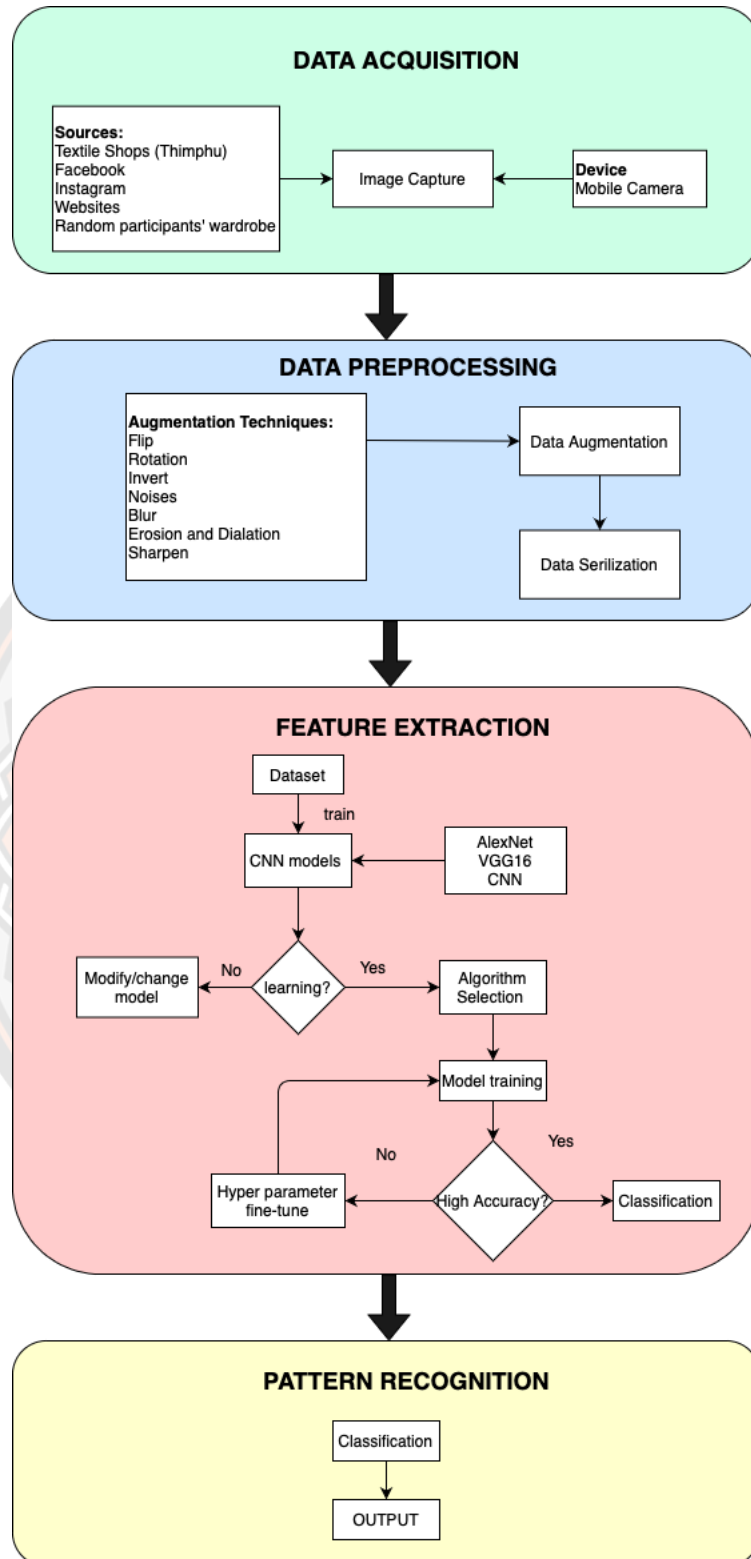 DATA ACQUISITION
Sources:
Textile Shops (Thimphu)
Facebook
Instagram
Websites
Random participants' wardrobe
Image Capture
Device
Mobile Camera
DATA PREPROCESSING
Augmentation Techniques:
Flip
Rotation
Invert
Noises
Blur
Erosion and Dialation
Sharpen
Data Augmentation
Data Serilization
FEATURE EXTRACTION
Dataset
train
CNN models
AlexNet
VGG16
CNN
Modify/change
model
No
learning?
Yes
Algorithm
Selection
Model training
No
Yes
Hyper parameter
fine-tune
High Accuracy?
Classification
PATTERN RECOGNITION
Classification
OUTPUT